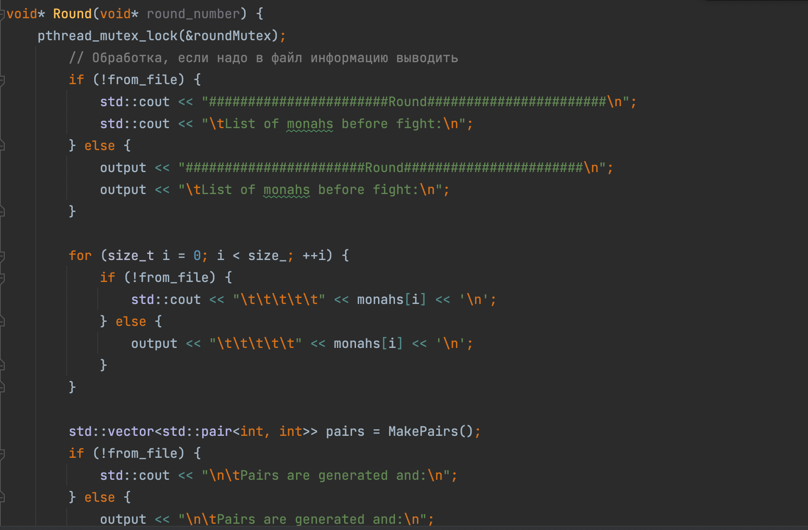 void* Round(void* round_number) {
    pthread_mutex_lock(&roundMutex);
        // Обработка, если надо в файл информацию выводить
        if (!from_file) {
            std::cout << "#######################Round#######################\n";
            std::cout << "\tList of monahs before fight:\n";
        } else {
            output << "#######################Round#######################\n";
            output << "\tList of monahs before fight:\n";
        }

        for (size_t i = 0; i < size_; ++i) {
            if (!from_file) {
                std::cout << "\t\t\t\t\t" << monahs[i] << '\n';
            } else {
                output << "\t\t\t\t\t" << monahs[i] << '\n';
            }
        }

        std::vector<std::pair<int, int>> pairs = MakePairs();
        if (!from_file) {
            std::cout << "\n\tPairs are generated and:\n";
        } else {
            output << "\n\tPairs are generated and:\n";